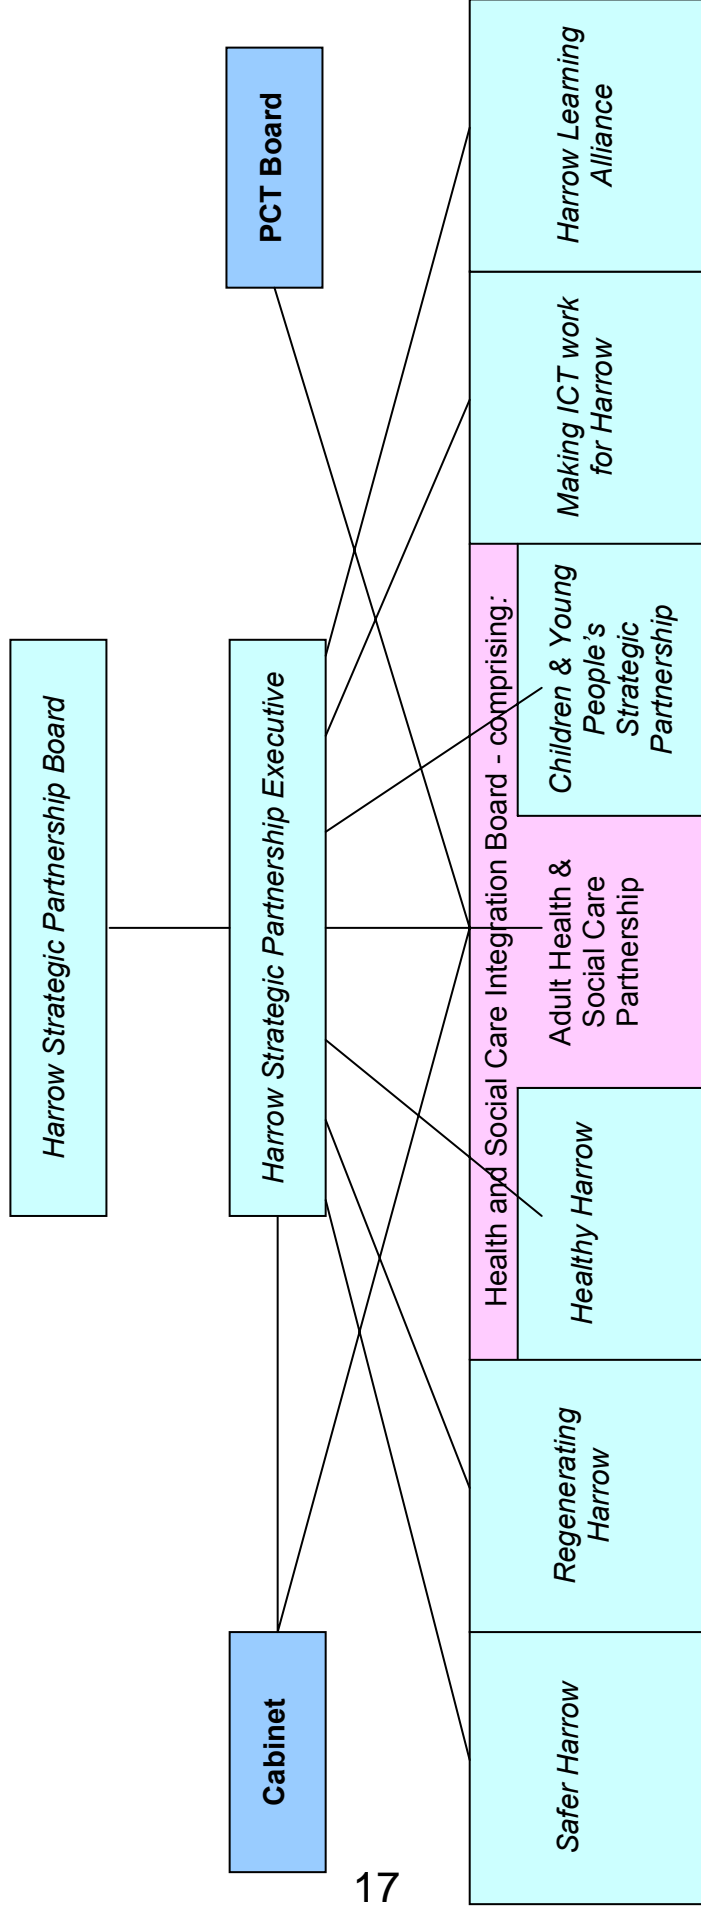 Harrow Strategic Partnership Board
Cabinet
Harrow Strategic Partnership Executive
PCT Board
Health and Social Care Integration Board - comprising:
Safer Harrow
Regenerating
Harrow
Healthy Harrow
Adult Health &
Social Care
Partnership
Children & Young
People’s
Strategic
Partnership
Making ICT work
for Harrow
Harrow Learning
Alliance
17